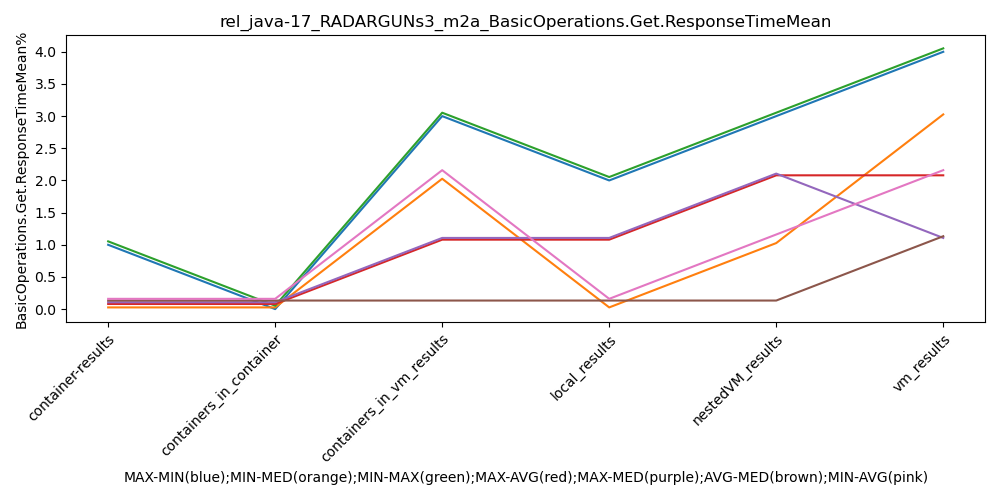 rel_java-17_RADARGUNs3_m2a_BasicOperations.Get.ResponseTimeMean
BasicOperations.Get.ResponseTimeMean%
4.0
3.5
3.0
2.5
2.0
1.5
1.0
0.5
0.0
container-results
containers_in_container
containers_in_vm_results
local_results
nestedVM_results
vm_results
MAX-MIN(blue);MIN-MED(orange);MIN-MAX(green);MAX-AVG(red);MAX-MED(purple);AVG-MED(brown);MIN-AVG(pink)